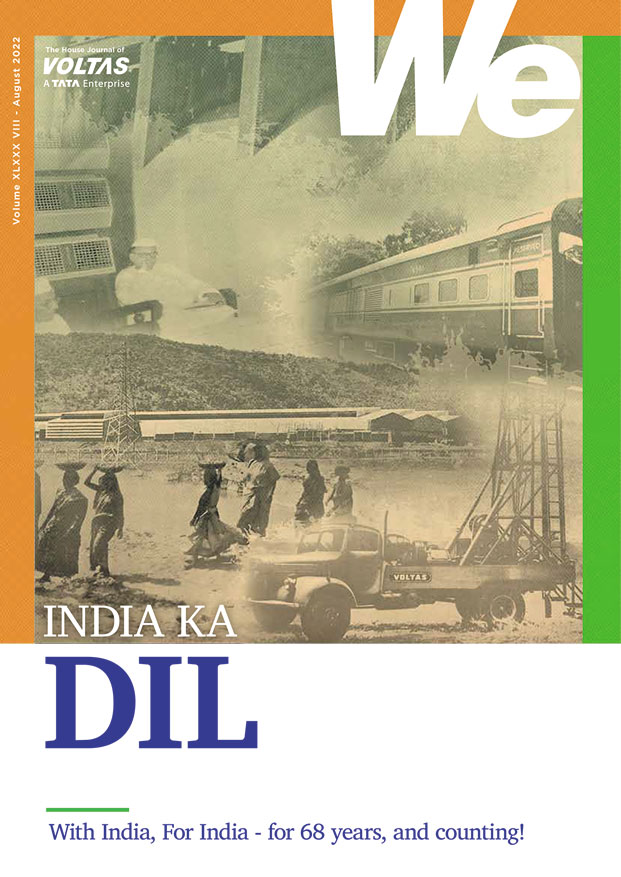 Volume XLXXX VIII - August 2022
The House Journal of
VOLTAS
A TATA Enterprise
We
VOLTAS
INDIA KA
DIL
With India, For India - for 68 years, and counting!